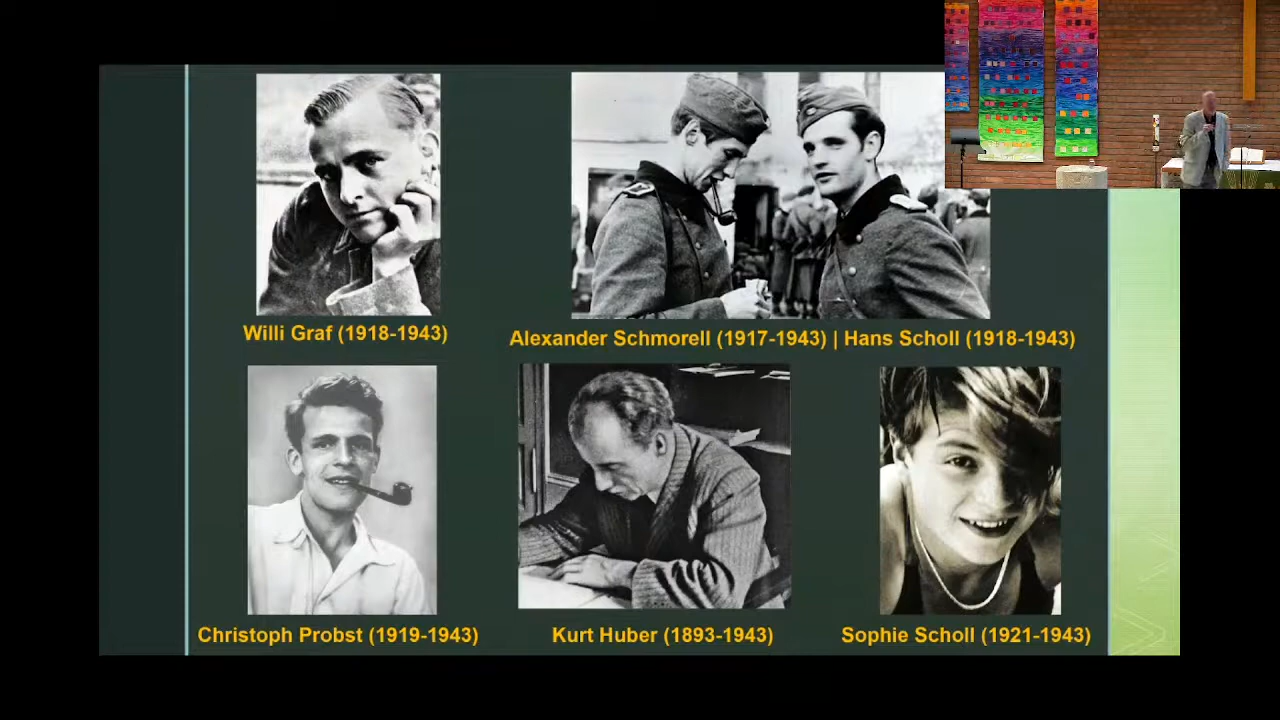 Willi Graf (1918-1943)
Alexander Schmorell (1917-1943) | Hans Scholl (1918-1943)
Christoph Probst (1919-1943)
Kurt Huber (1893-1943)
Sophie Scholl (1921-1943)